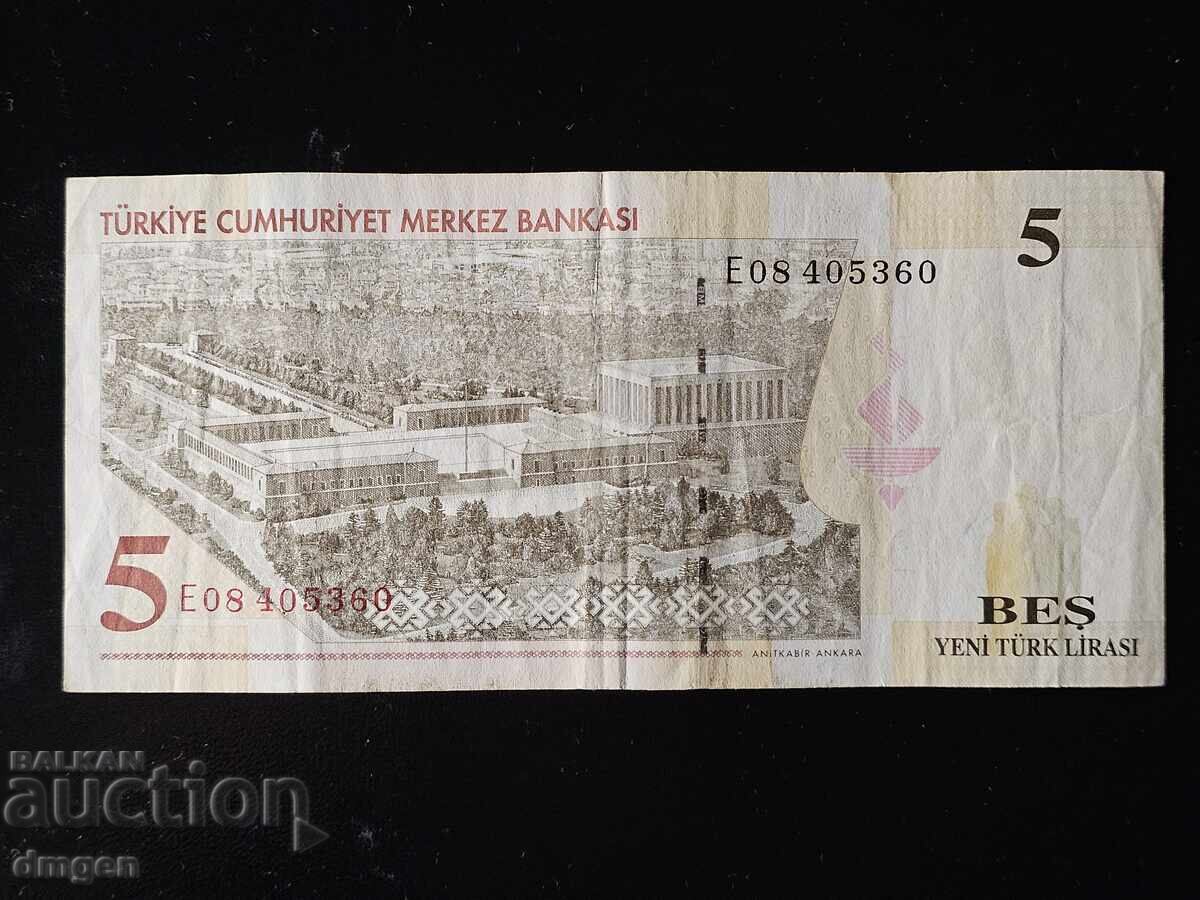 TÜRKİYE CUMHURİYET MERKEZ BANKASI
5
E08 405360
5
E08 405360
ANITKABİR ANKARA
BEŞ
YENİ TÜRK LİRASI
BALKAN
auction
dmgen